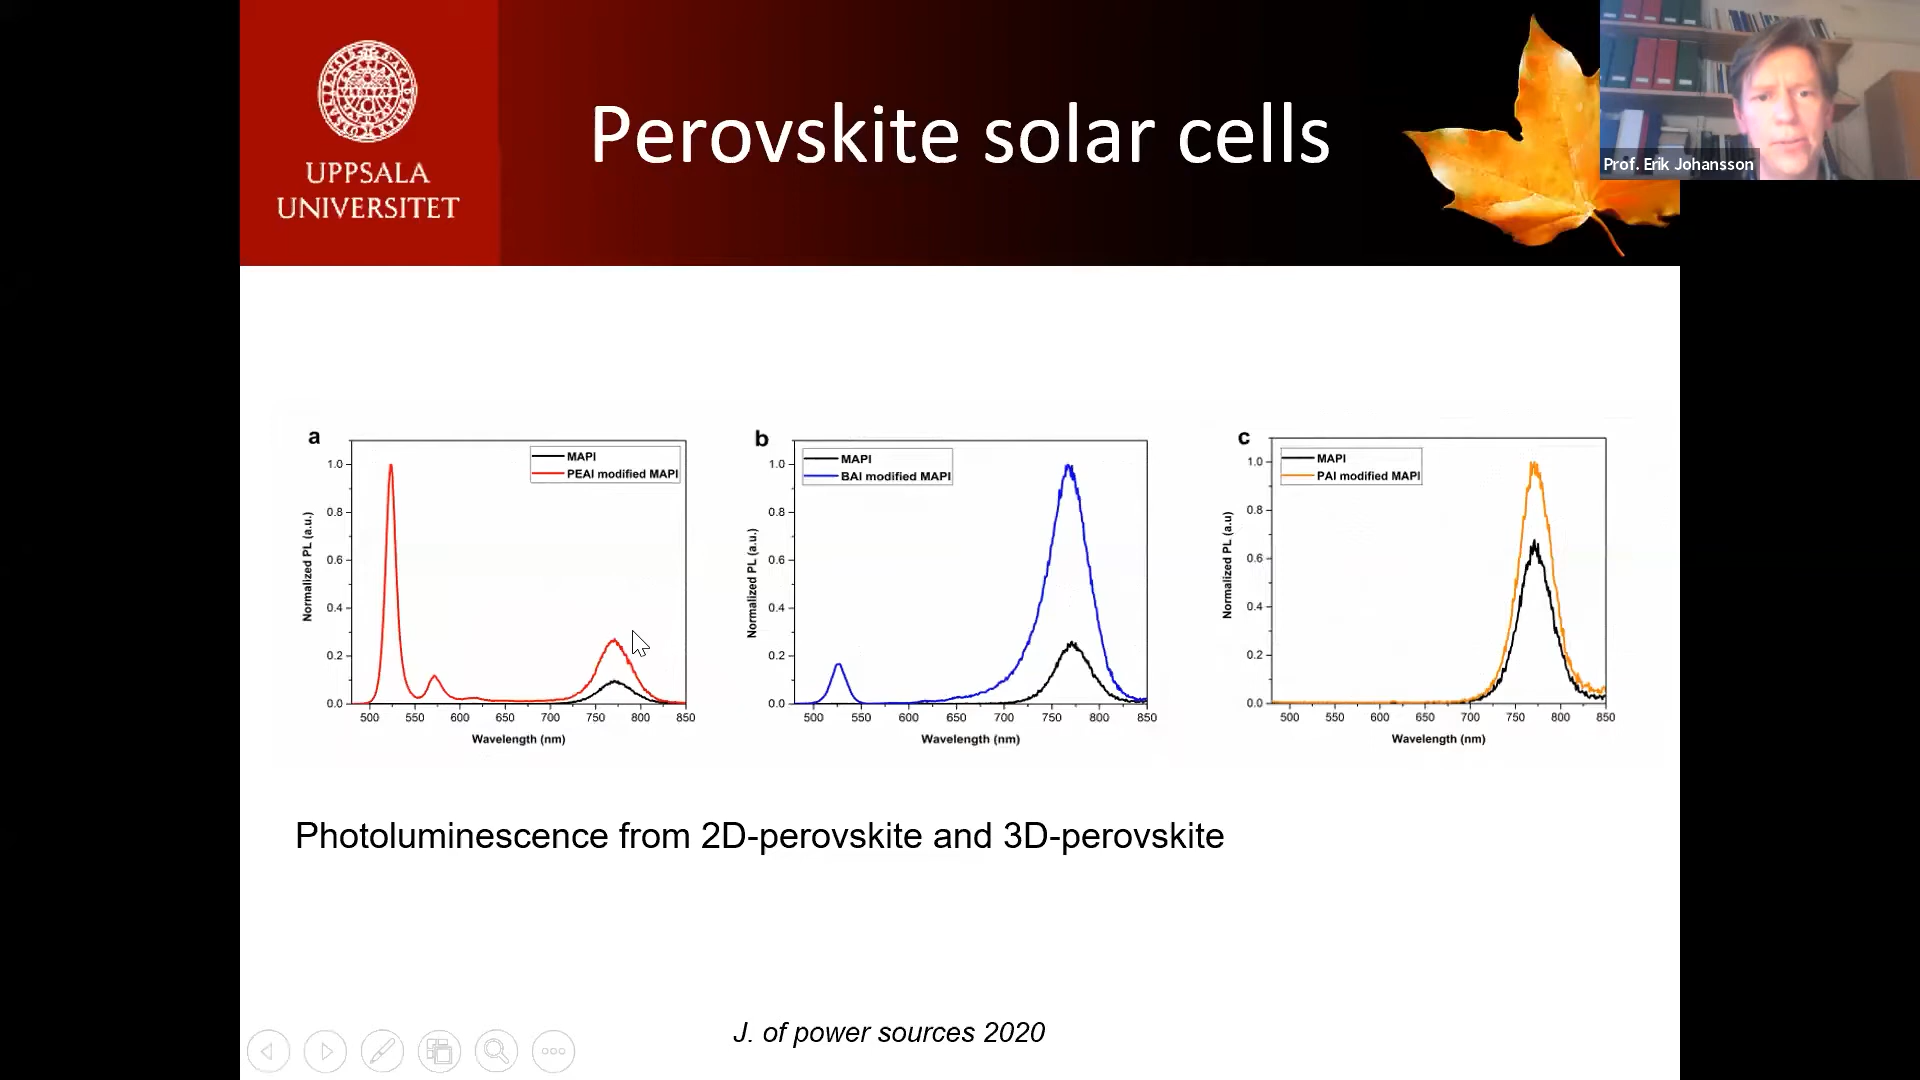 UPPSALA
UNIVERSITET
Perovskite solar cells
Prof. Erik Johansson
a
MAPI
PEAI modified MAPI
1.0
0.8
0.6
0.4
0.2
0.0
Normalized PL (a.u.)
500 550 600 650 700 750 800 850
Wavelength (nm)
b
MAPI
BAI modified MAPI
1.0
0.8
0.6
0.4
0.2
0.0
Normalized PL (a.u.)
500 550 600 650 700 750 800 850
Wavelength (nm)
c
MAPI
PAI modified MAPI
1.0
0.8
0.6
0.4
0.2
0.0
Normalized PL (a.u)
500 550 600 650 700 750 800 850
Wavelength (nm)
Photoluminescence from 2D-perovskite and 3D-perovskite
J. of power sources 2020